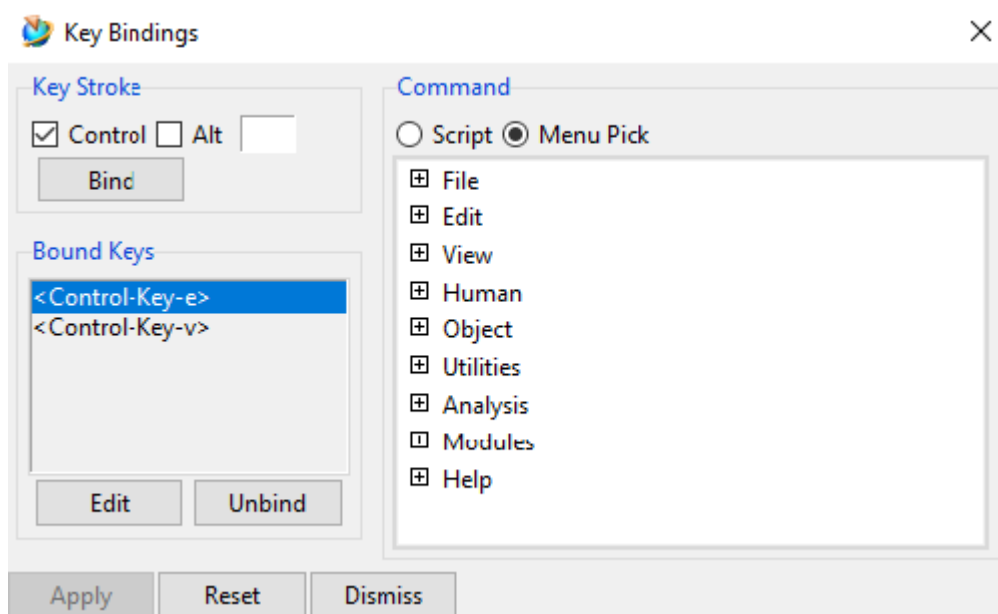 Key Bindings
Key Stroke
Control Alt
Bind
Bound Keys
<Control-Key-e>
<Control-Key-v>
Edit Unbind
Command
Script Menu Pick
File
Edit
View
Human
Object
Utilities
Analysis
Modules
Help
Apply Reset Dismiss